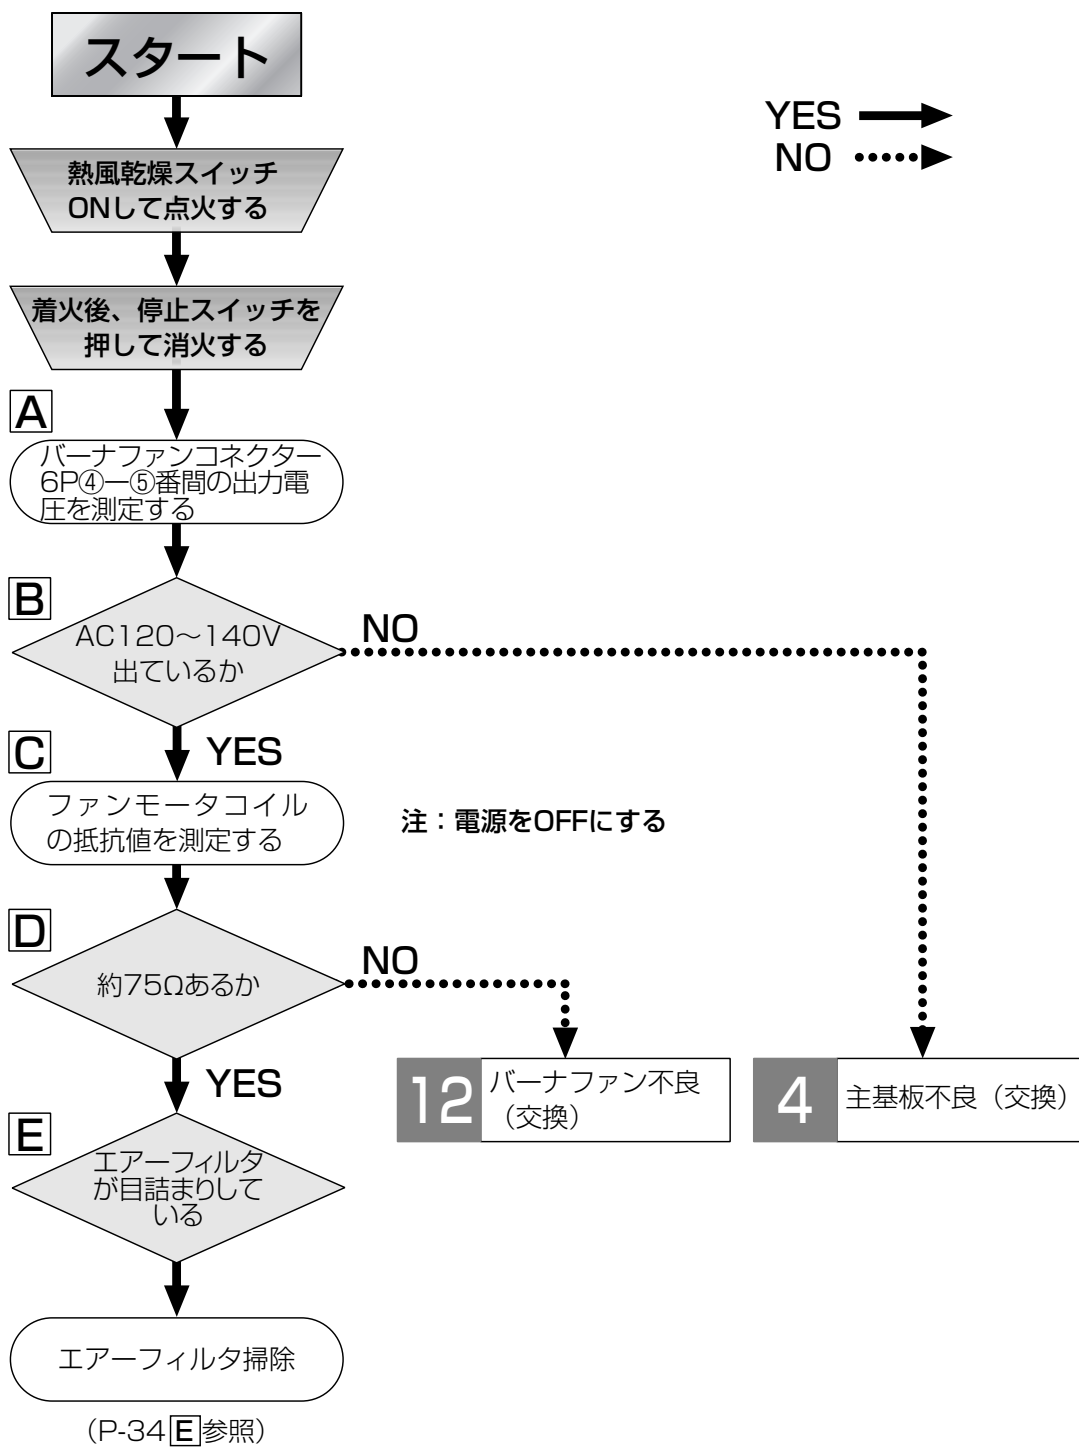 スタート
YES
NO
熱風乾燥スイッチ
ONして点火する
着火後、停止スイッチを
押して消火する
A
バーナファンコネクター
6P④ー⑤番間の出力電
圧を測定する
B
AC120〜140V
出ているか
NO
YES
C
ファンモータコイル
の抵抗値を測定する
注：電源をOFFにする
D
約75Ωあるか
NO
YES
12
バーナファン不良
（交換）
4
主基板不良（交換）
E
エアーフィルタ
が目詰まりして
いる
エアーフィルタ掃除
（P-34E参照）